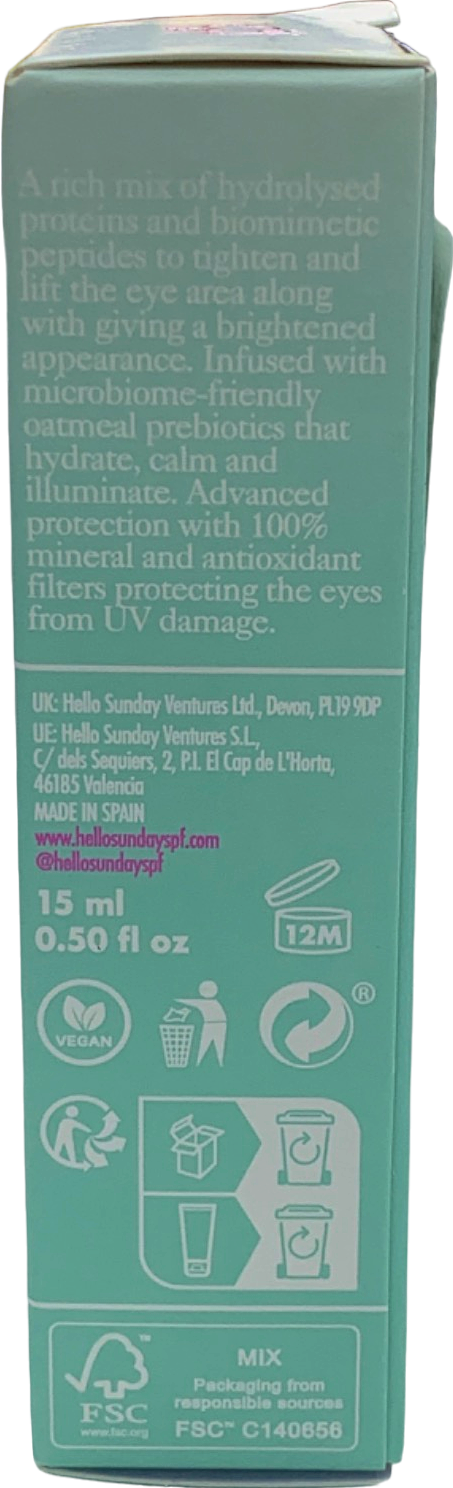 A rich mix of hydrolysed
proteins and biomimetic
peptides to tighten and
lift the eye area along
with giving a brightened
appearance. Infused with
microbiome-friendly
oatmeal prebiotics that
hydrate, calm and
illuminate. Advanced
protection with 100%
mineral and antioxidant
filters protecting the eyes
from UV damage.
UK: Hello Sunday Ventures Ltd., Devon, PL19 9DP
UE: Hello Sunday Ventures S.L.,
C/ dels Sequiers, 2, P.I. El Cap de L'Horta,
46185 Valencia
MADE IN SPAIN
www.hellosundayspf.com
@hellosundayspf
15 ml
0.50 fl oz
12M
VEGAN
®
™
FSC
www.fsc.org
MIX
Packaging from
responsible sources
FSC™ C140656